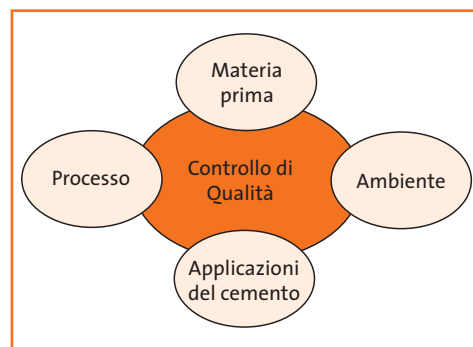 Materia
prima
Processo
Controllo di
Qualità
Ambiente
Applicazioni
del cemento